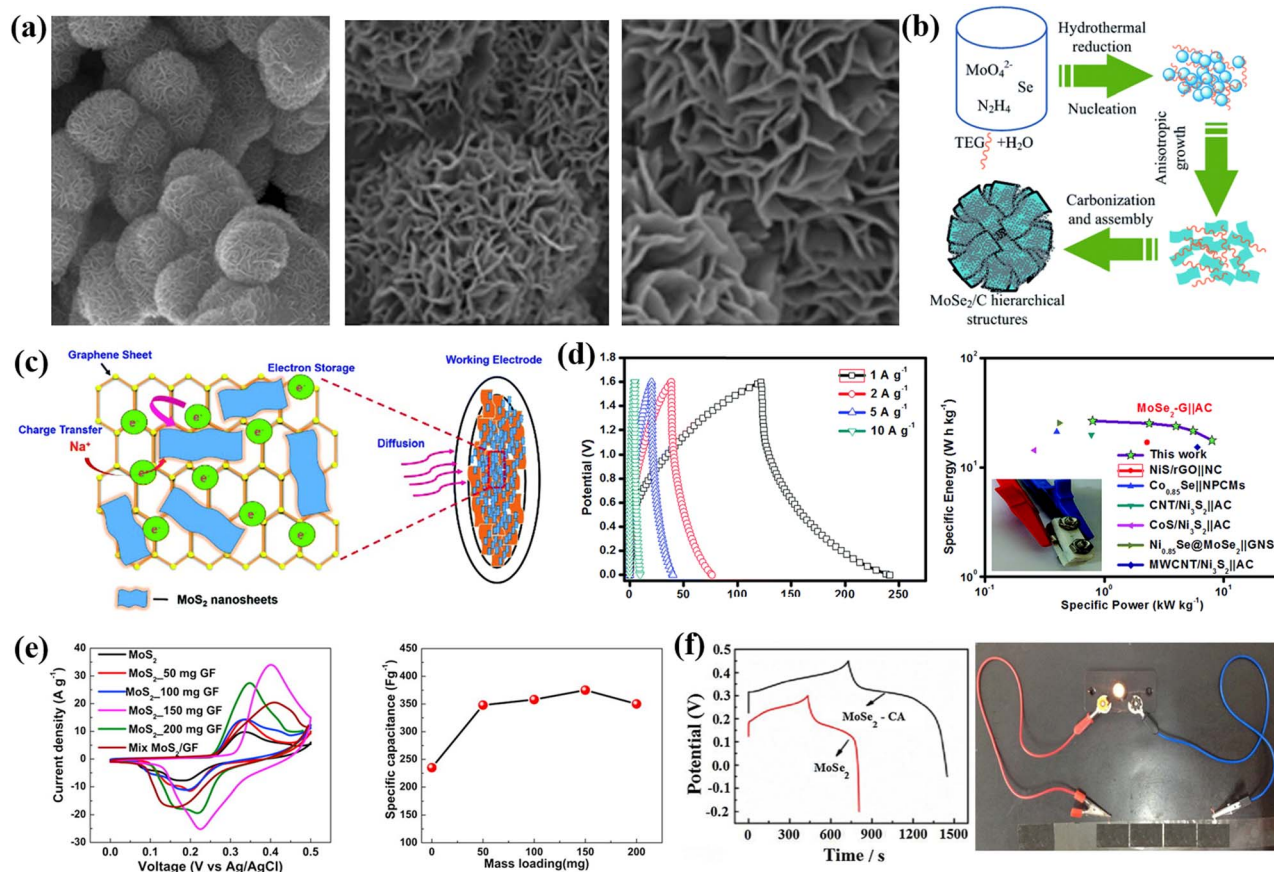 (a)
(b)
Hydrothermal
reduction
MoO₄²⁻
Se
N₂H₄
Nucleation
TEG +H₂O
Anisotropic
growth
Carbonization
and assembly
MoSe₂/C hierarchical
structures
(c)
Graphene Sheet
Electron Storage
Working Electrode
e⁻
e⁻
e⁻
e⁻
Charge Transfer
Na⁺
Diffusion
e⁻
e⁻
e⁻
e⁻
MoS₂ nanosheets
(d)
Potential (V)
1.8
1.6
1.4
1.2
1.0
0.8
0.6
0.4
0.2
0.0
0 50 100 150 200 250
1 A g⁻¹
2 A g⁻¹
5 A g⁻¹
10 A g⁻¹
Specific Energy (W h kg⁻¹)
10²
10¹
10⁰
10⁻¹ 10⁰ 10¹
Specific Power (kW kg⁻¹)
MoSe₂-G||AC
This work
NiS/rGO||NC
Co₀.₈₅Se||NPCMs
CNT/Ni₃S₂||AC
CoS/Ni₃S₂||AC
Ni₀.₈₅Se@MoSe₂||GNS
MWCNT/Ni₃S₂||AC
(e)
Current density (A g⁻¹)
40
30
20
10
0
-10
-20
-30
MoS₂
MoS₂_50 mg GF
MoS₂_100 mg GF
MoS₂_150 mg GF
MoS₂_200 mg GF
Mix MoS₂/GF
0.0 0.1 0.2 0.3 0.4 0.5
Voltage (V vs Ag/AgCl)
Specific capacitance (Fg⁻¹)
450
400
350
300
250
200
150
100
0 50 100 150 200
Mass loading(mg)
(f)
Potential (V)
0.5
0.4
0.3
0.2
0.1
0.0
-0.1
-0.2
MoSe₂ - CA
MoSe₂
0 300 600 900 1200 1500
Time / s